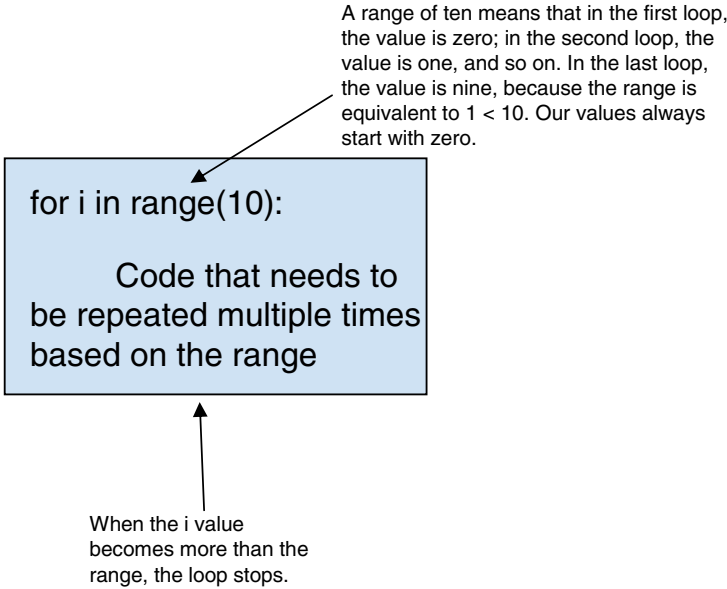 A range of ten means that in the first loop,
the value is zero; in the second loop, the
value is one, and so on. In the last loop,
the value is nine, because the range is
equivalent to 1 < 10. Our values always
start with zero.
for i in range(10):
Code that needs to
be repeated multiple times
based on the range
When the i value
becomes more than the
range, the loop stops.